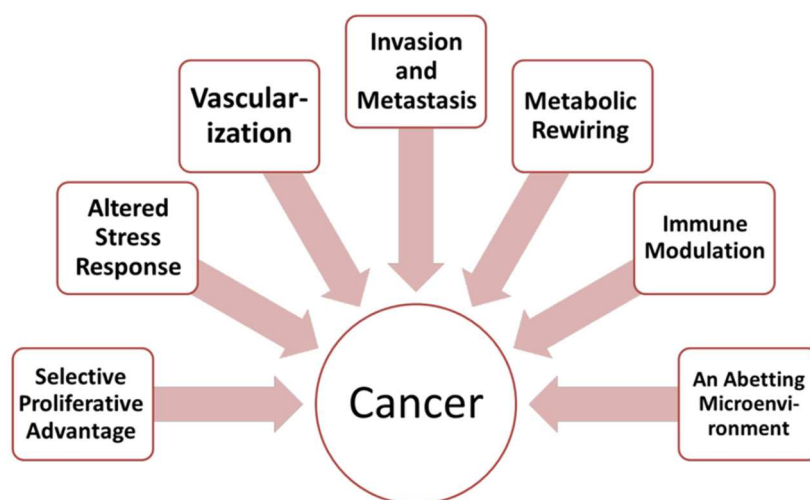 Invasion
and
Metastasis
Vascular-
ization
Metabolic
Rewiring
Altered
Stress
Response
Immune
Modulation
Selective
Proliferative
Advantage
Cancer
An Abetting
Microenvi-
ronment